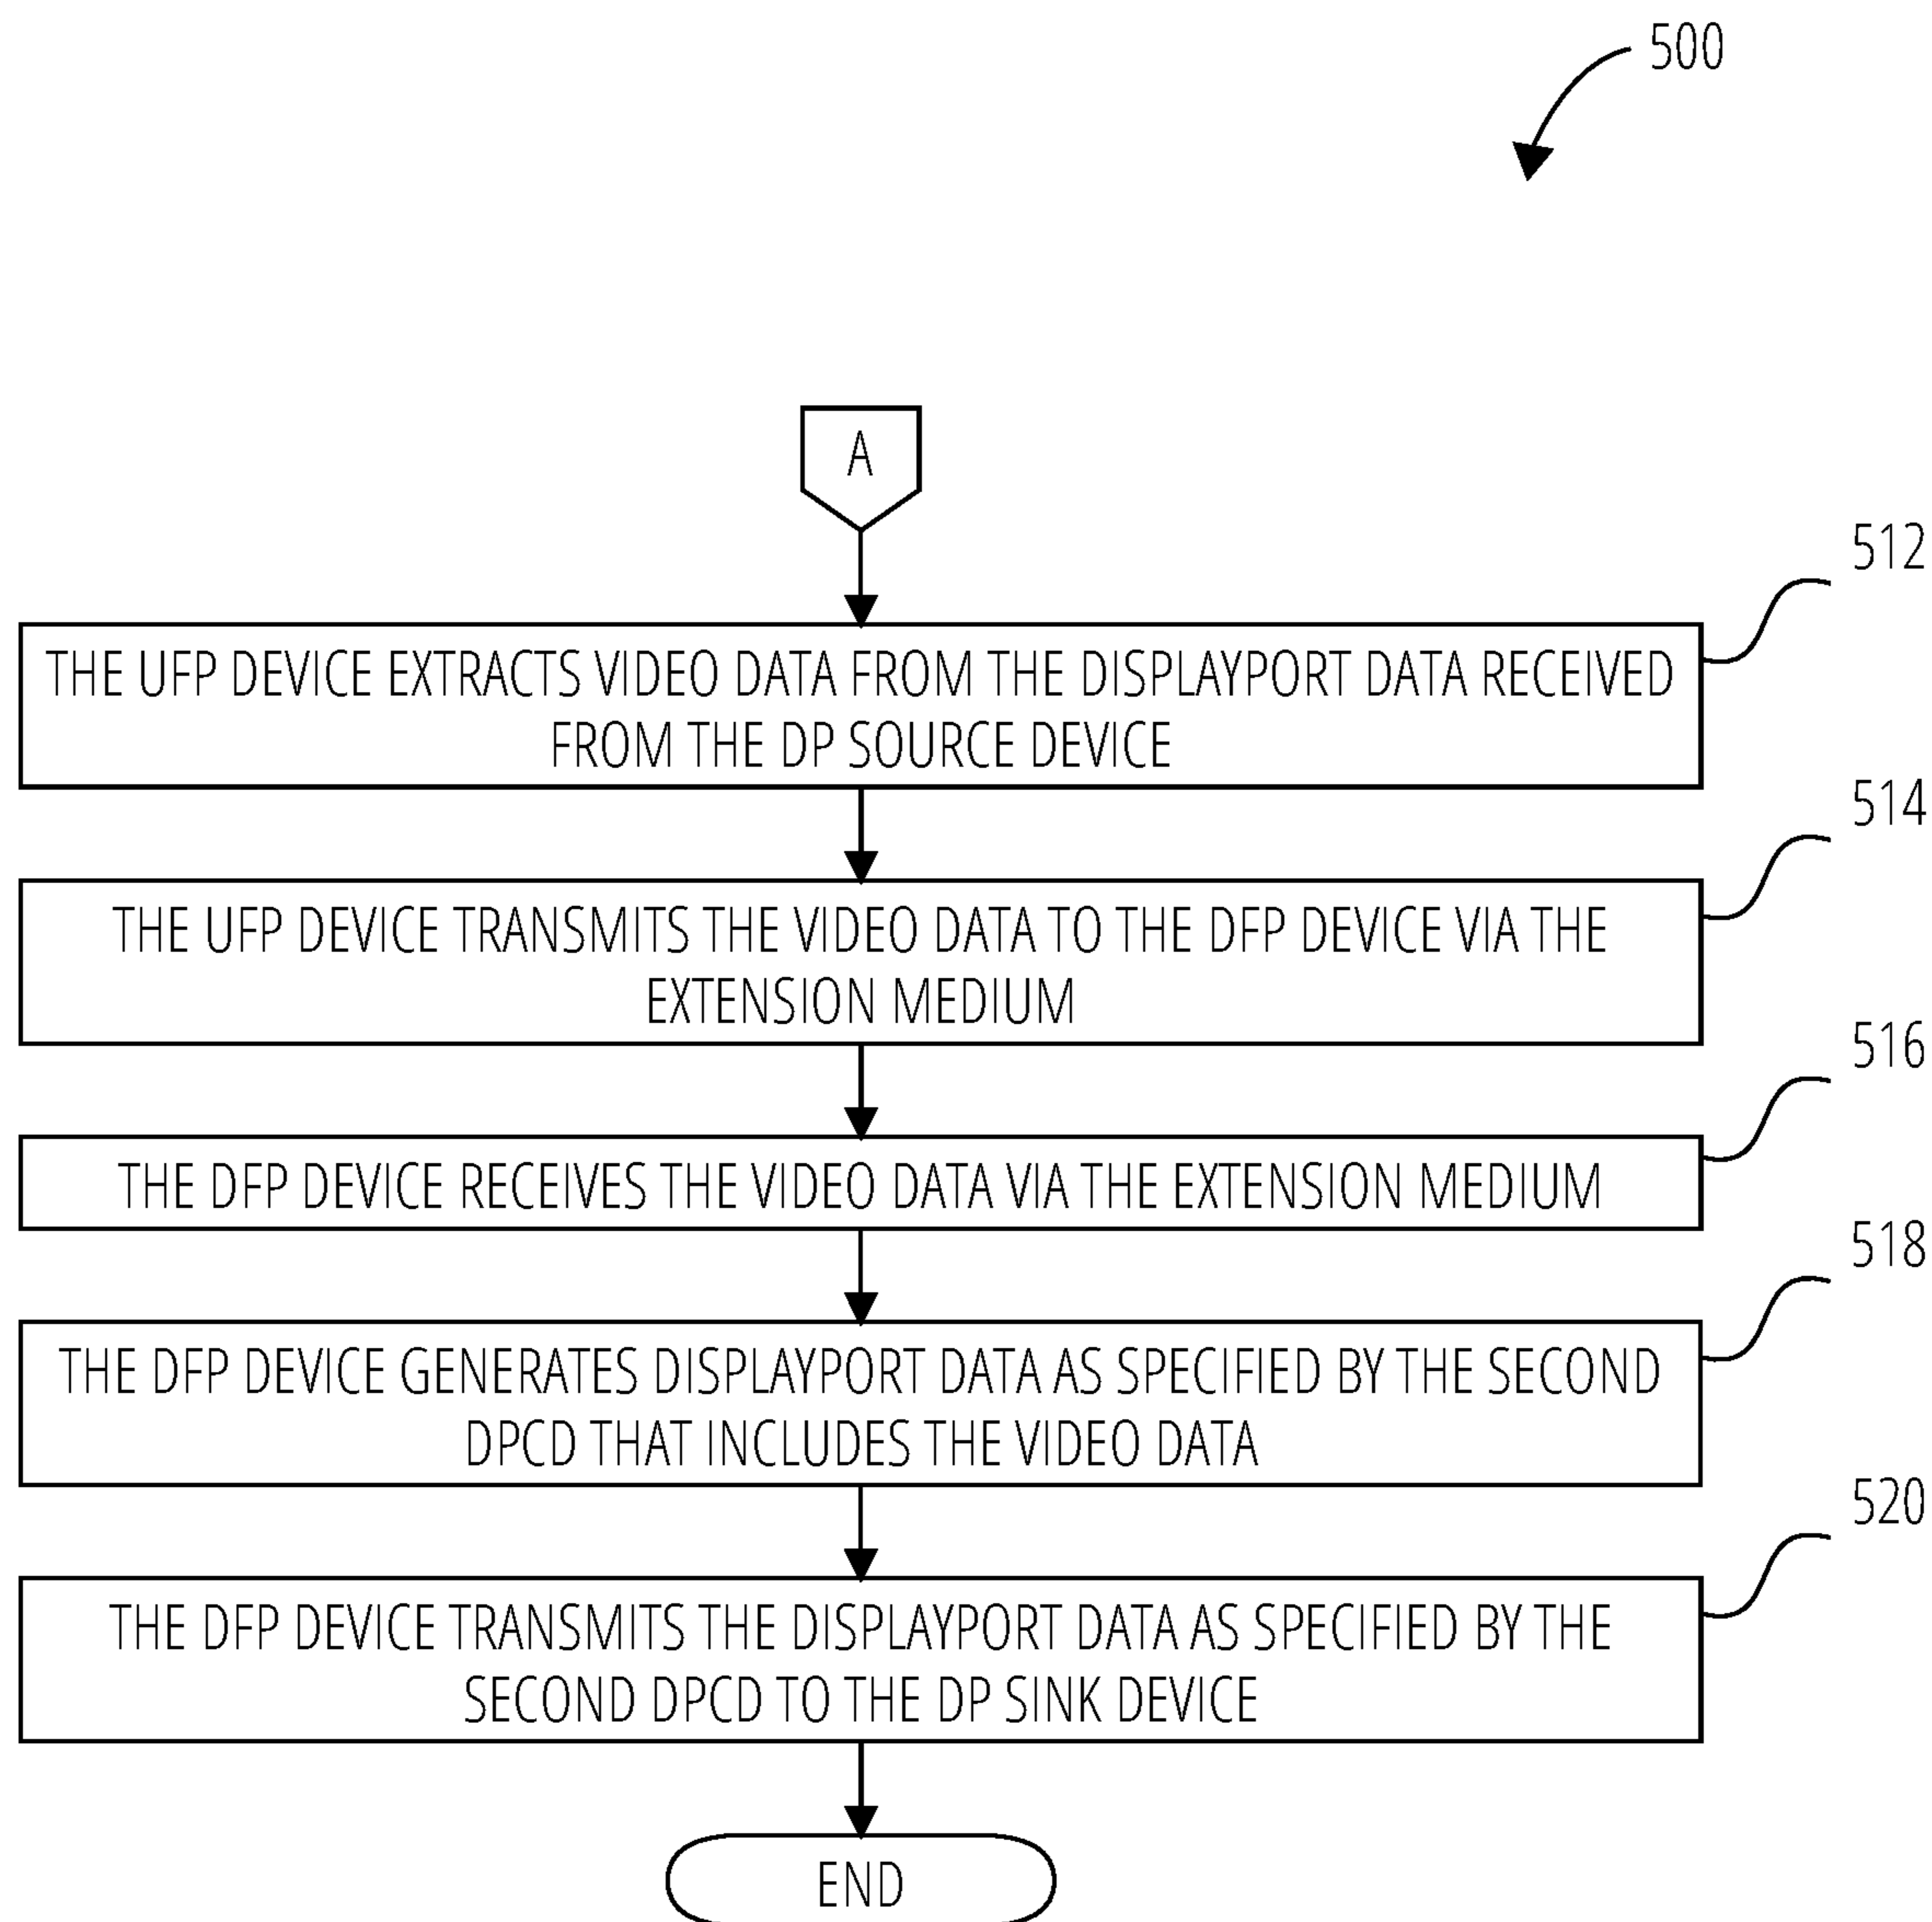 500
A
512
THE UFP DEVICE EXTRACTS VIDEO DATA FROM THE DISPLAYPORT DATA RECEIVED
FROM THE DP SOURCE DEVICE
514
THE UFP DEVICE TRANSMITS THE VIDEO DATA TO THE DFP DEVICE VIA THE
EXTENSION MEDIUM
516
THE DFP DEVICE RECEIVES THE VIDEO DATA VIA THE EXTENSION MEDIUM
518
THE DFP DEVICE GENERATES DISPLAYPORT DATA AS SPECIFIED BY THE SECOND
DPCD THAT INCLUDES THE VIDEO DATA
520
THE DFP DEVICE TRANSMITS THE DISPLAYPORT DATA AS SPECIFIED BY THE
SECOND DPCD TO THE DP SINK DEVICE
END